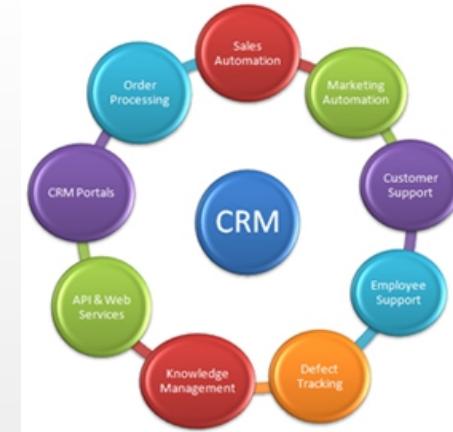 Sales
Automation
Marketing
Automation
Customer
Support
Employee
Support
Defect
Tracking
Knowledge
Management
API & Web
Services
CRM Portals
Order
Processing
CRM